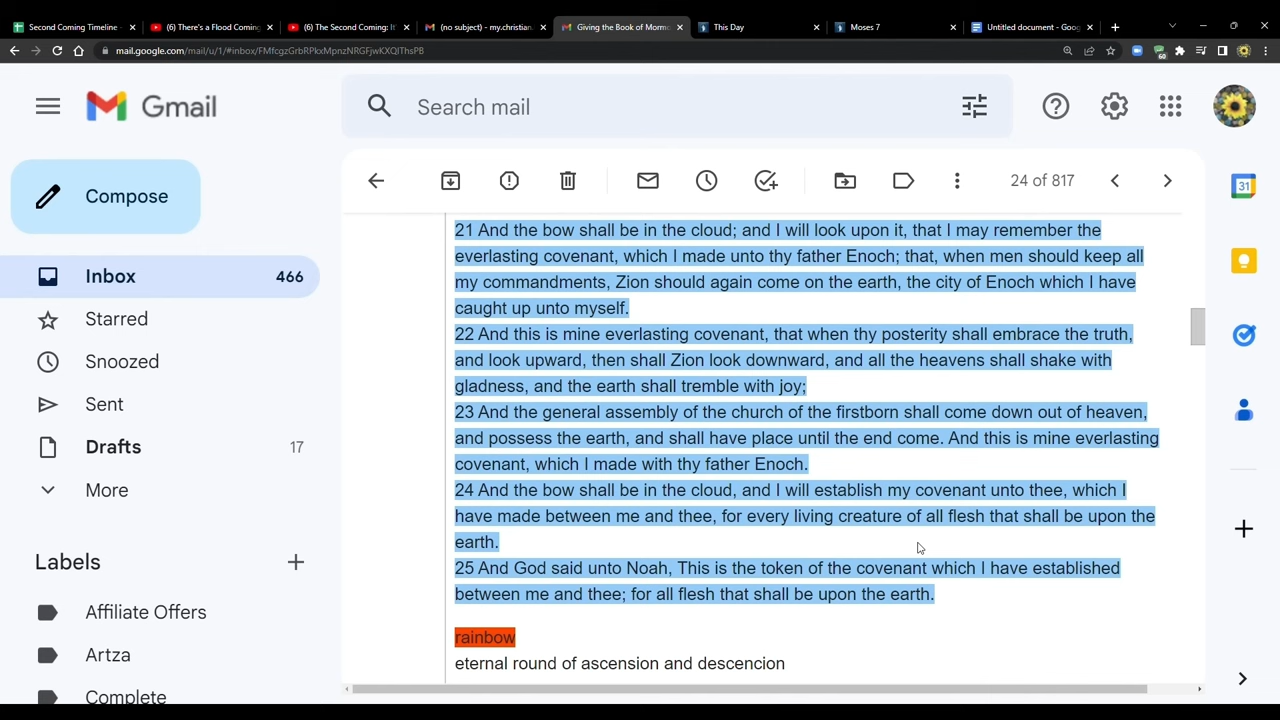 Second Coming Timeline -
(6) There's a Flood Coming
(6) The Second Coming: It'
(no subject) - my.christian
Giving the Book of Mormo
This Day
Moses 7
Untitled document - Goog
mail.google.com/mail/u/1/#inbox/FMfcgzGrbRPlxMpnzNRGFjwKXQlThsPB
60
Gmail
Search mail
Compose
24 of 817
31
Inbox 466
Starred
Snoozed
Sent
Drafts 17
More
Labels
Affiliate Offers
Artza
Complete
21 And the bow shall be in the cloud; and I will look upon it, that I may remember the
everlasting covenant, which I made unto thy father Enoch; that, when men should keep all
my commandments, Zion should again come on the earth, the city of Enoch which I have
caught up unto myself.
22 And this is mine everlasting covenant, that when thy posterity shall embrace the truth,
and look upward, then shall Zion look downward, and all the heavens shall shake with
gladness, and the earth shall tremble with joy;
23 And the general assembly of the church of the firstborn shall come down out of heaven,
and possess the earth, and shall have place until the end come. And this is mine everlasting
covenant, which I made with thy father Enoch.
24 And the bow shall be in the cloud, and I will establish my covenant unto thee, which I
have made between me and thee, for every living creature of all flesh that shall be upon the
earth.
25 And God said unto Noah, This is the token of the covenant which I have established
between me and thee; for all flesh that shall be upon the earth.
rainbow
eternal round of ascension and descencion